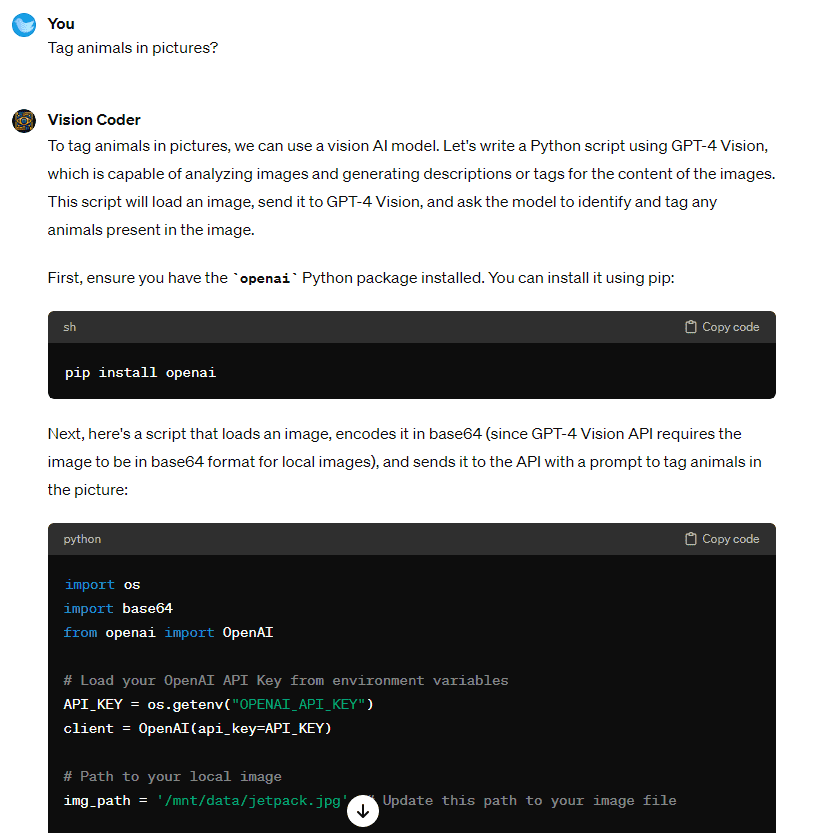 You
Tag animals in pictures?
Vision Coder
To tag animals in pictures, we can use a vision AI model. Let's write a Python script using GPT-4 Vision,
which is capable of analyzing images and generating descriptions or tags for the content of the images.
This script will load an image, send it to GPT-4 Vision, and ask the model to identify and tag any
animals present in the image.
First, ensure you have the `openai` Python package installed. You can install it using pip:
sh
Copy code
pip install openai
Next, here's a script that loads an image, encodes it in base64 (since GPT-4 Vision API requires the
image to be in base64 format for local images), and sends it to the API with a prompt to tag animals in
the picture:
python
Copy code
import os
import base64
from openai import OpenAI
# Load your OpenAI API Key from environment variables
API_KEY = os.getenv("OPENAI_API_KEY")
client = OpenAI(api_key=API_KEY)
# Path to your local image
img_path = '/mnt/data/jetpack.jpg' # Update this path to your image file